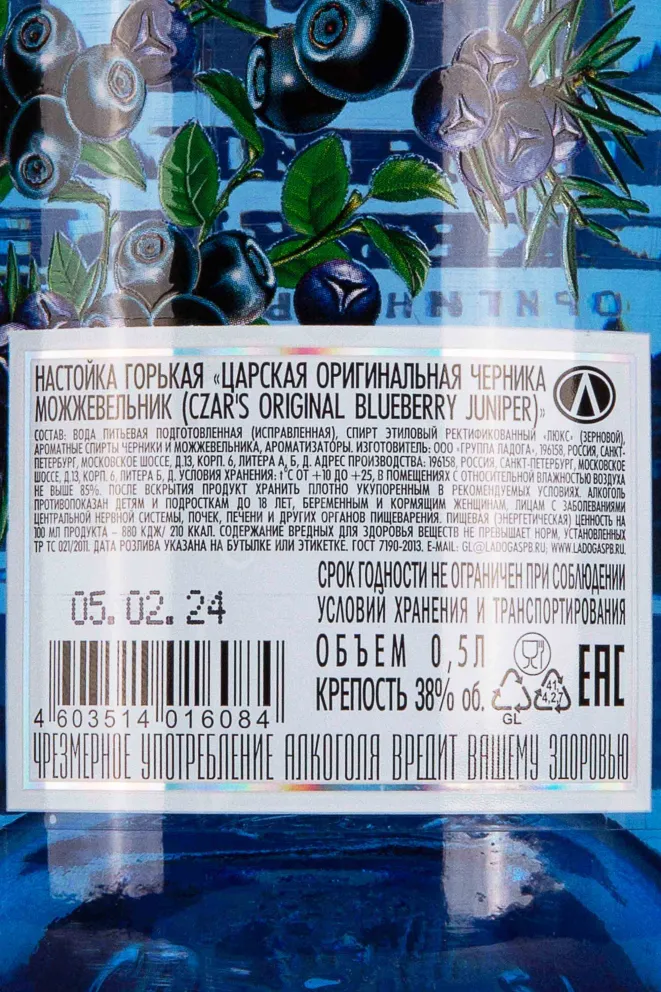 НАСТОЙКА ГОРЬКАЯ «ЦАРСКАЯ ОРИГИНАЛЬНАЯ ЧЕРНИКА
МОЖЖЕВЕЛЬНИК (CZAR'S ORIGINAL BLUEBERRY JUNIPER)»
СОСТАВ: ВОДА ПИТЬЕВАЯ ПОДГОТОВЛЕННАЯ (ИСПРАВЛЕННАЯ), СПИРТ ЭТИЛОВЫЙ РЕКТИФИКОВАННЫЙ «ЛЮКС» (ЗЕРНОВОЙ),
АРОМАТНЫЕ СПИРТЫ ЧЕРНИКИ И МОЖЖЕВЕЛЬНИКА, АРОМАТИЗАТОРЫ. ИЗГОТОВИТЕЛЬ: ООО «ГРУППА ЛАДОГА», 196158, РОССИЯ, САНКТ-
ПЕТЕРБУРГ, МОСКОВСКОЕ ШОССЕ, Д.13, КОРП. 6, ЛИТЕРА А, Б, Д. АДРЕС ПРОИЗВОДСТВА: 196158, РОССИЯ, САНКТ-ПЕТЕРБУРГ, МОСКОВСКОЕ
ШОССЕ, Д.13, КОРП. 6, ЛИТЕРА Б, Д. УСЛОВИЯ ХРАНЕНИЯ: t°С ОТ +10 ДО +25, В ПОМЕЩЕНИЯХ С ОТНОСИТЕЛЬНОЙ ВЛАЖНОСТЬЮ ВОЗДУХА
НЕ ВЫШЕ 85%. ПОСЛЕ ВСКРЫТИЯ ПРОДУКТ ХРАНИТЬ ПЛОТНО УКУПОРЕННЫМ В РЕКОМЕНДУЕМЫХ УСЛОВИЯХ. АЛКОГОЛЬ
ПРОТИВОПОКАЗАН ДЕТЯМ И ПОДРОСТКАМ ДО 18 ЛЕТ, БЕРЕМЕННЫМ И КОРМЯЩИМ ЖЕНЩИНАМ, ЛИЦАМ С ЗАБОЛЕВАНИЯМИ
ЦЕНТРАЛЬНОЙ НЕРВНОЙ СИСТЕМЫ, ПОЧЕК, ПЕЧЕНИ И ДРУГИХ ОРГАНОВ ПИЩЕВАРЕНИЯ. ПИЩЕВАЯ (ЭНЕРГЕТИЧЕСКАЯ) ЦЕННОСТЬ НА
100 МЛ ПРОДУКТА – 880 КДЖ/ 210 ККАЛ. СОДЕРЖАНИЕ ВРЕДНЫХ ДЛЯ ЗДОРОВЬЯ ВЕЩЕСТВ НЕ ПРЕВЫШАЕТ НОРМ, УСТАНОВЛЕННЫХ
ТР ТС 021/2011. ДАТА РОЗЛИВА УКАЗАНА НА БУТЫЛКЕ ИЛИ ЭТИКЕТКЕ. ГОСТ 7190-2013. E-MAIL: GL@LADOGASPB.RU, WWW.LADOGASPB.RU.
СРОК ГОДНОСТИ НЕ ОГРАНИЧЕН ПРИ СОБЛЮДЕНИИ
УСЛОВИЙ ХРАНЕНИЯ И ТРАНСПОРТИРОВАНИЯ
05.02.24
ОБЪЕМ 0,5Л
КРЕПОСТЬ 38% об.
GL
41,
4,2,7
EAC
4 603514 016084
ЧРЕЗМЕРНОЕ УПОТРЕБЛЕНИЕ АЛКОГОЛЯ ВРЕДИТ ВАШЕМУ ЗДОРОВЬЮ